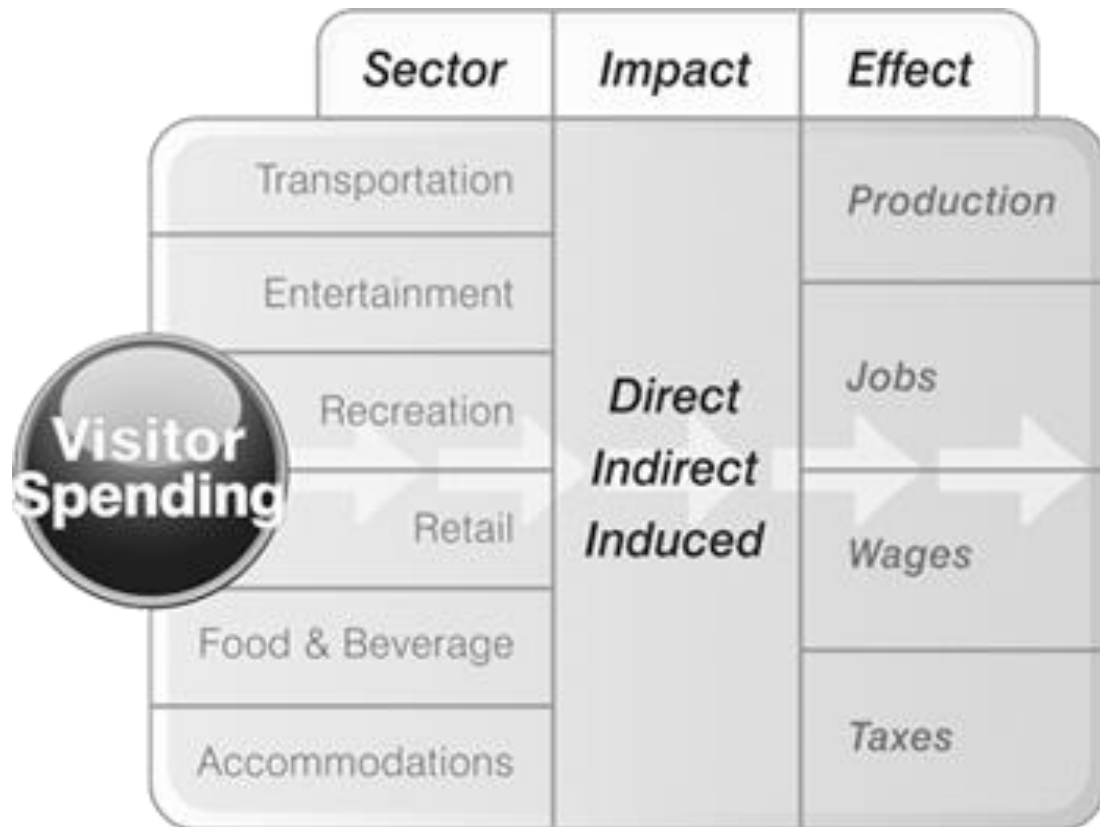 Sector
Impact
Effect
Transportation
Entertainment
Recreation
Retail
Food & Beverage
Accommodations
Visitor
Spending
Direct
Indirect
Induced
Production
Jobs
Wages
Taxes